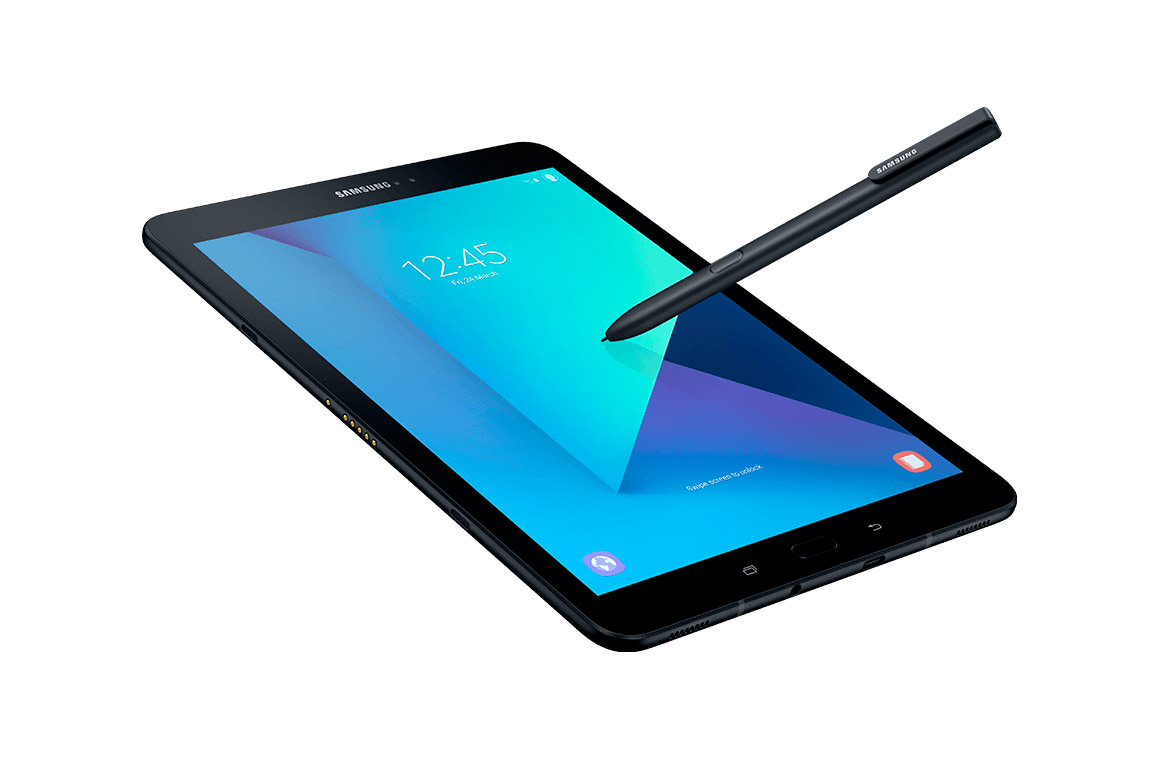 SAMSUNG
12:45
Fri, 24 March
SAMSUNG
Swipe screen to unlock